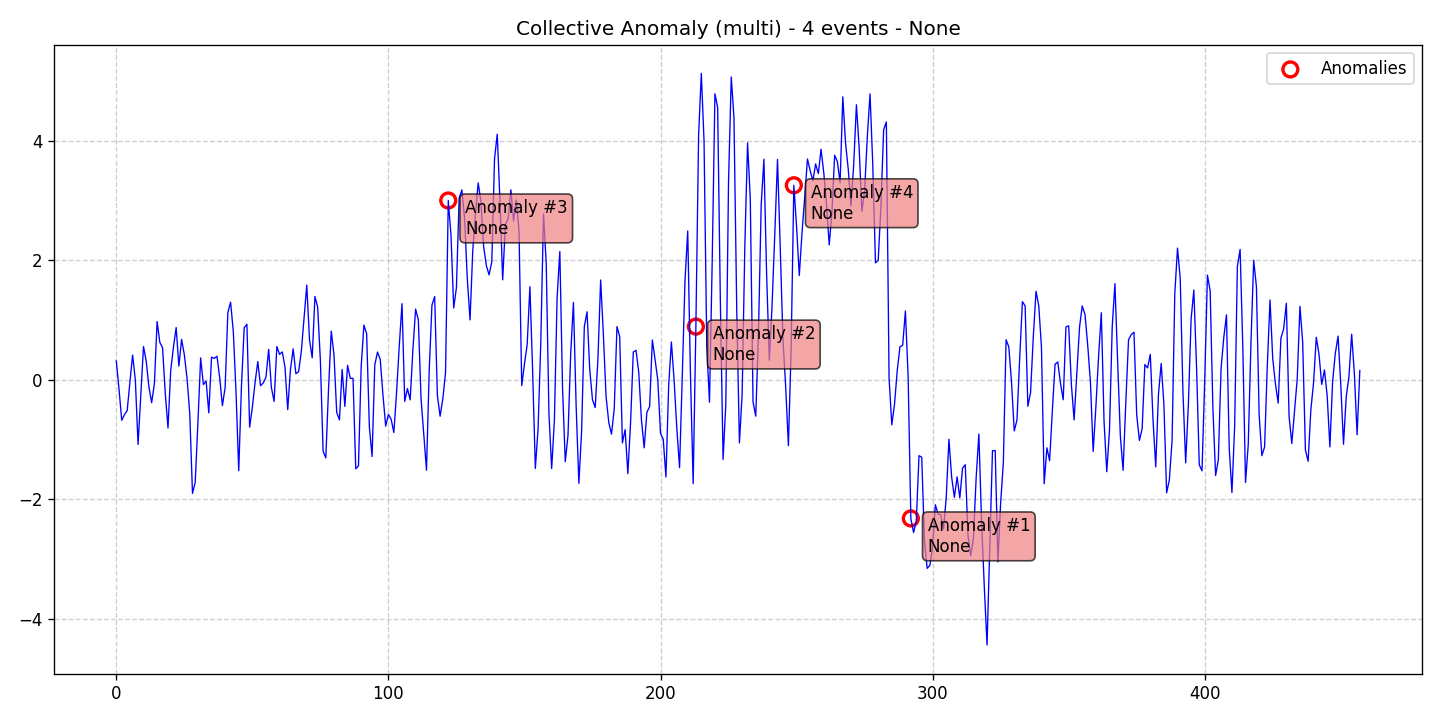 Collective Anomaly (multi) - 4 events - None
Anomalies
4
2
0
−2
−4
Anomaly #3
None
Anomaly #4
None
Anomaly #2
None
Anomaly #1
None
0
100
200
300
400